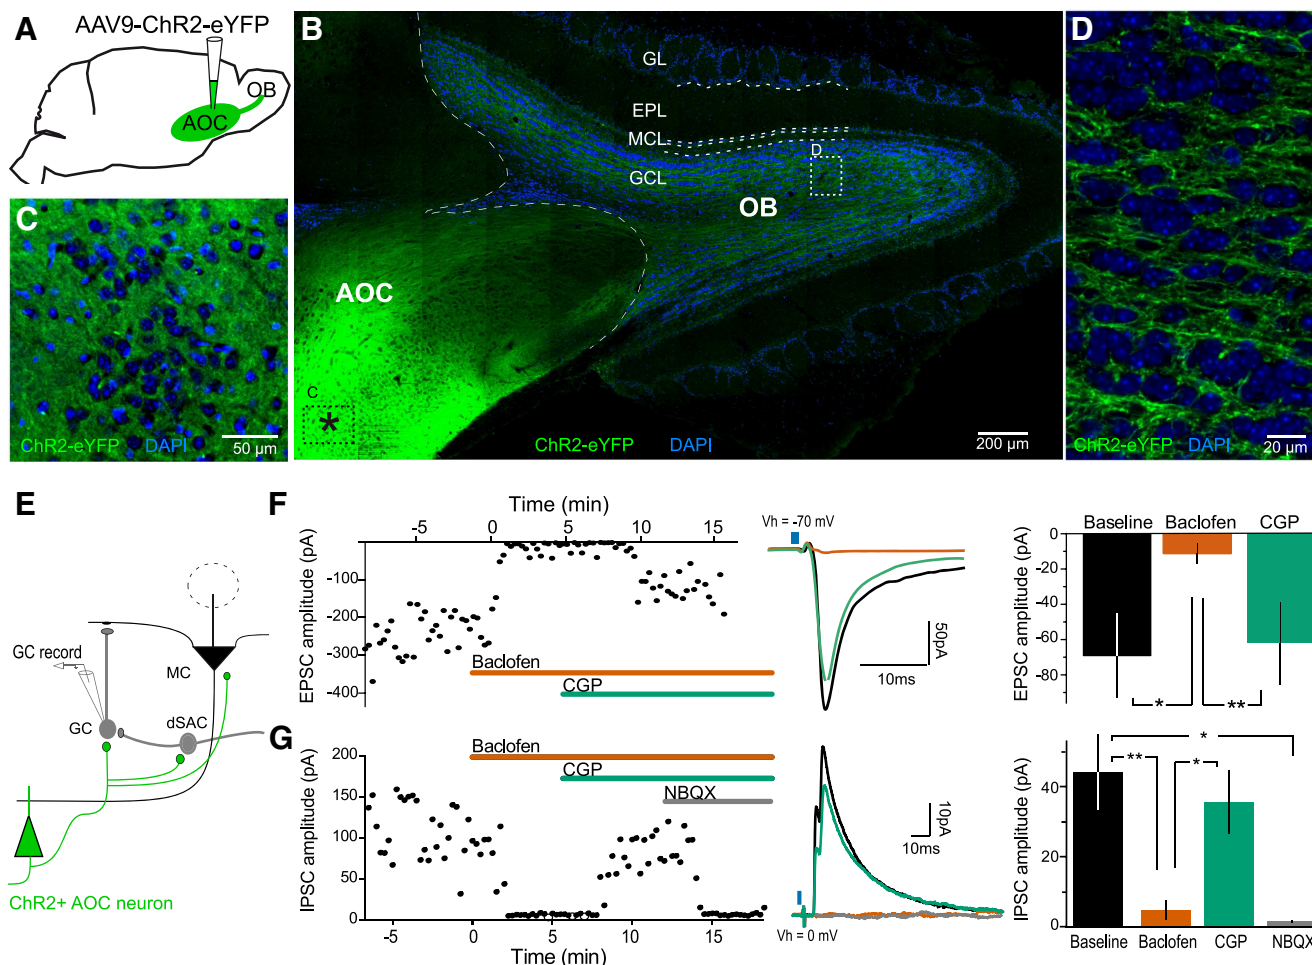 A
AAV9-ChR2-eYFP
OB
AOC
B
GL
EPL
MCL
GCL
D
OB
AOC
C
*
ChR2-eYFP DAPI
200 µm
C
ChR2-eYFP DAPI
50 µm
D
ChR2-eYFP DAPI
20 µm
E
GC record
MC
GC
dSAC
ChR2+ AOC neuron
F
Time (min)
-5 0 5 10 15
EPSC amplitude (pA)
-100
-200
-300
-400
Baclofen
CGP
Vh = -70 mV
50pA
10ms
Baseline Baclofen CGP
EPSC amplitude (pA)
0
-20
-40
-60
-80
* **
G
IPSC amplitude (pA)
200
150
100
50
0
Baclofen
CGP
NBQX
-5 0 5 10 15
Time (min)
10pA
10ms
Vh = 0 mV
IPSC amplitude (pA)
40
20
0
*
** *
Baseline Baclofen CGP NBQX